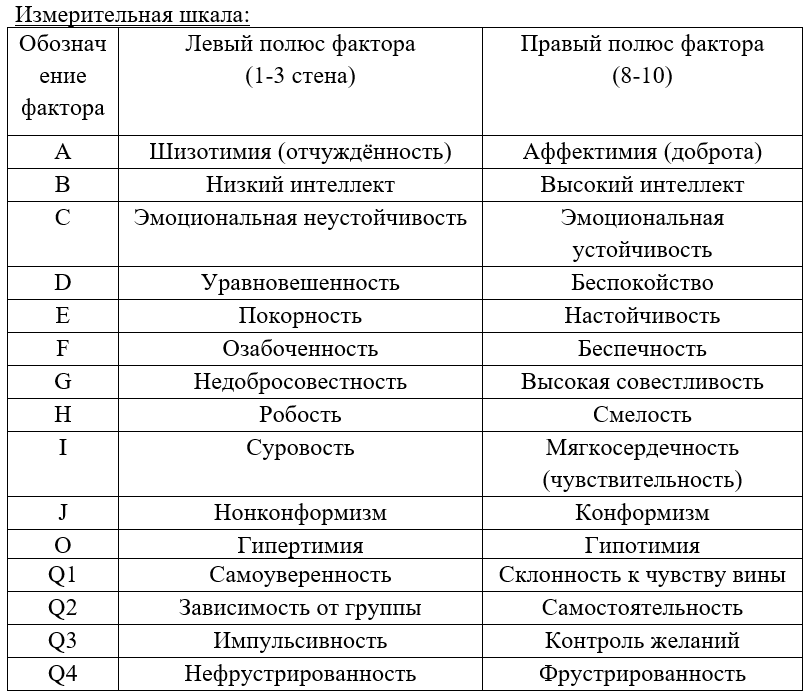 Измерительная шкала:
Обознач
ение
фактора
Левый полюс фактора
(1-3 стена)
Правый полюс фактора
(8-10)
A Шизотимия (отчуждённость) Аффектимия (доброта)
B Низкий интеллект Высокий интеллект
C Эмоциональная неустойчивость Эмоциональная
устойчивость
D Уравновешенность Беспокойство
E Покорность Настойчивость
F Озабоченность Беспечность
G Недобросовестность Высокая совестливость
H Робость Смелость
I Суровость Мягкосердечность
(чувствительность)
J Нонконформизм Конформизм
O Гипертимия Гипотимия
Q1 Самоуверенность Склонность к чувству вины
Q2 Зависимость от группы Самостоятельность
Q3 Импульсивность Контроль желаний
Q4 Нефрустрированность Фрустрированность